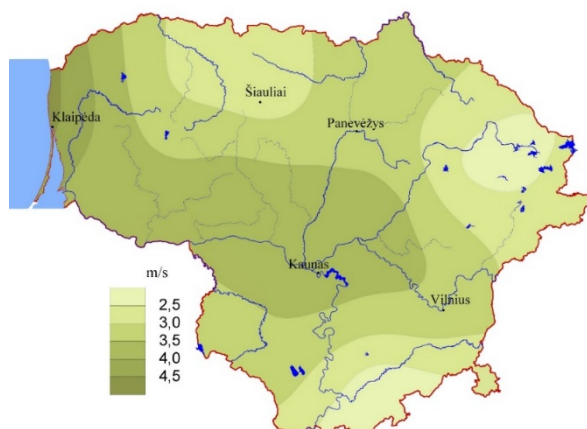 Šiauliai
Klaipėda
Panevėžys
Kaunas
Vilnius
m/s
2,5
3,0
3,5
4,0
4,5